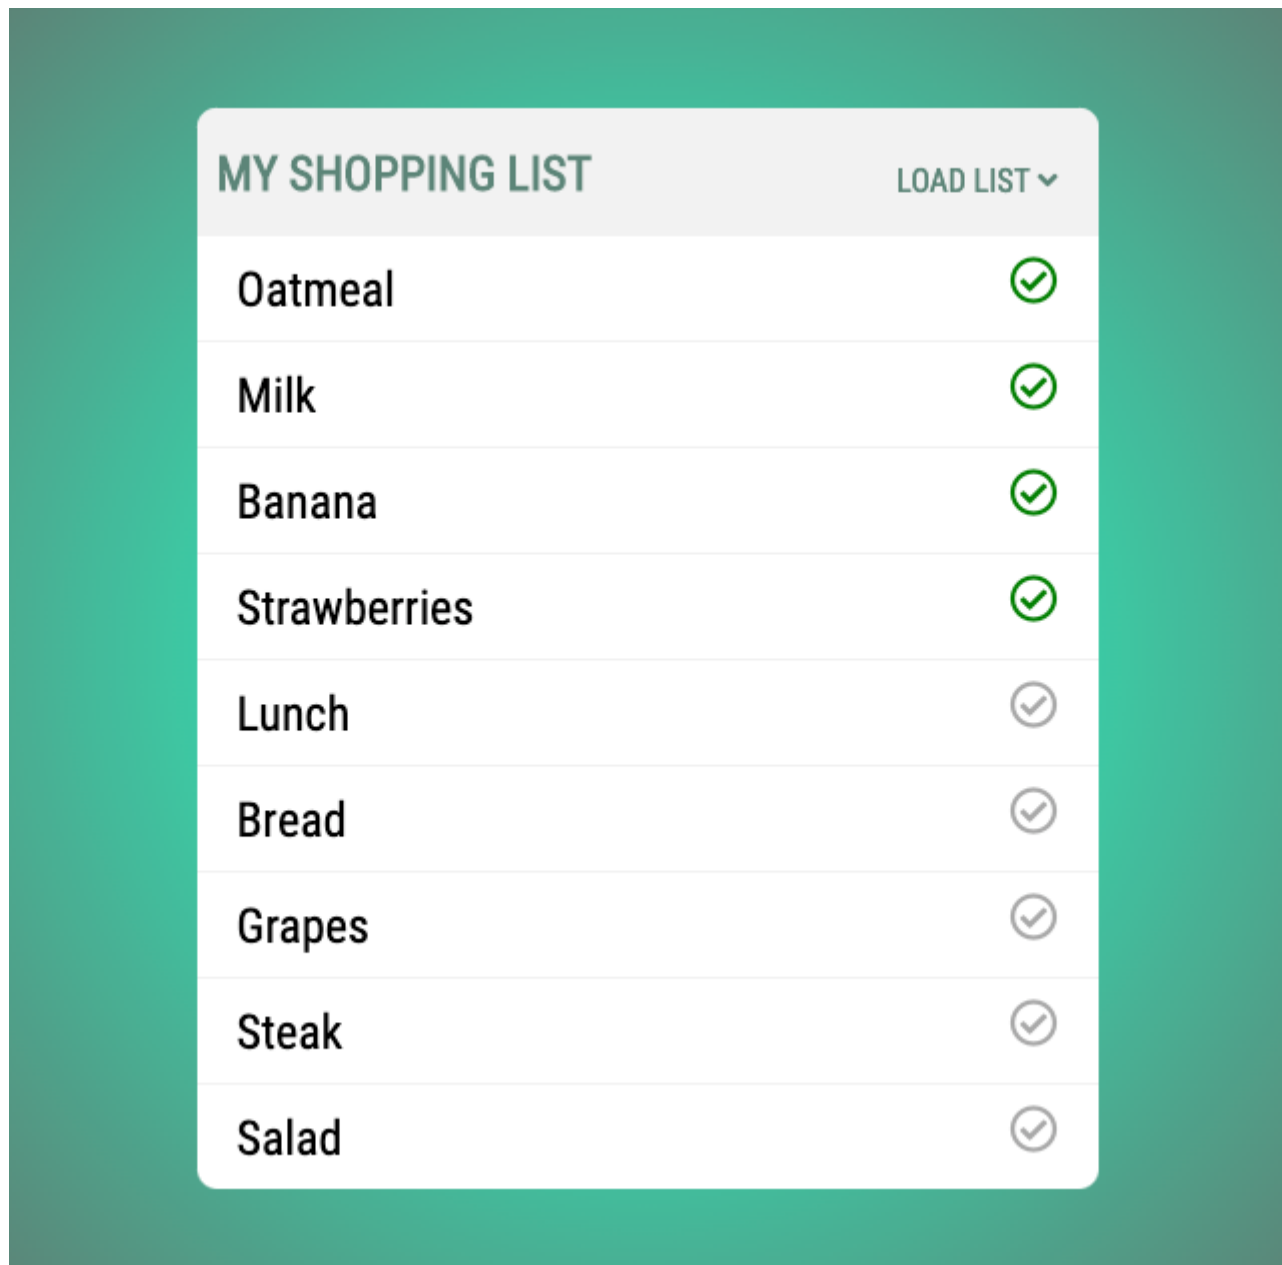 MY SHOPPING LIST
LOAD LIST
Oatmeal
Milk
Banana
Strawberries
Lunch
Bread
Grapes
Steak
Salad